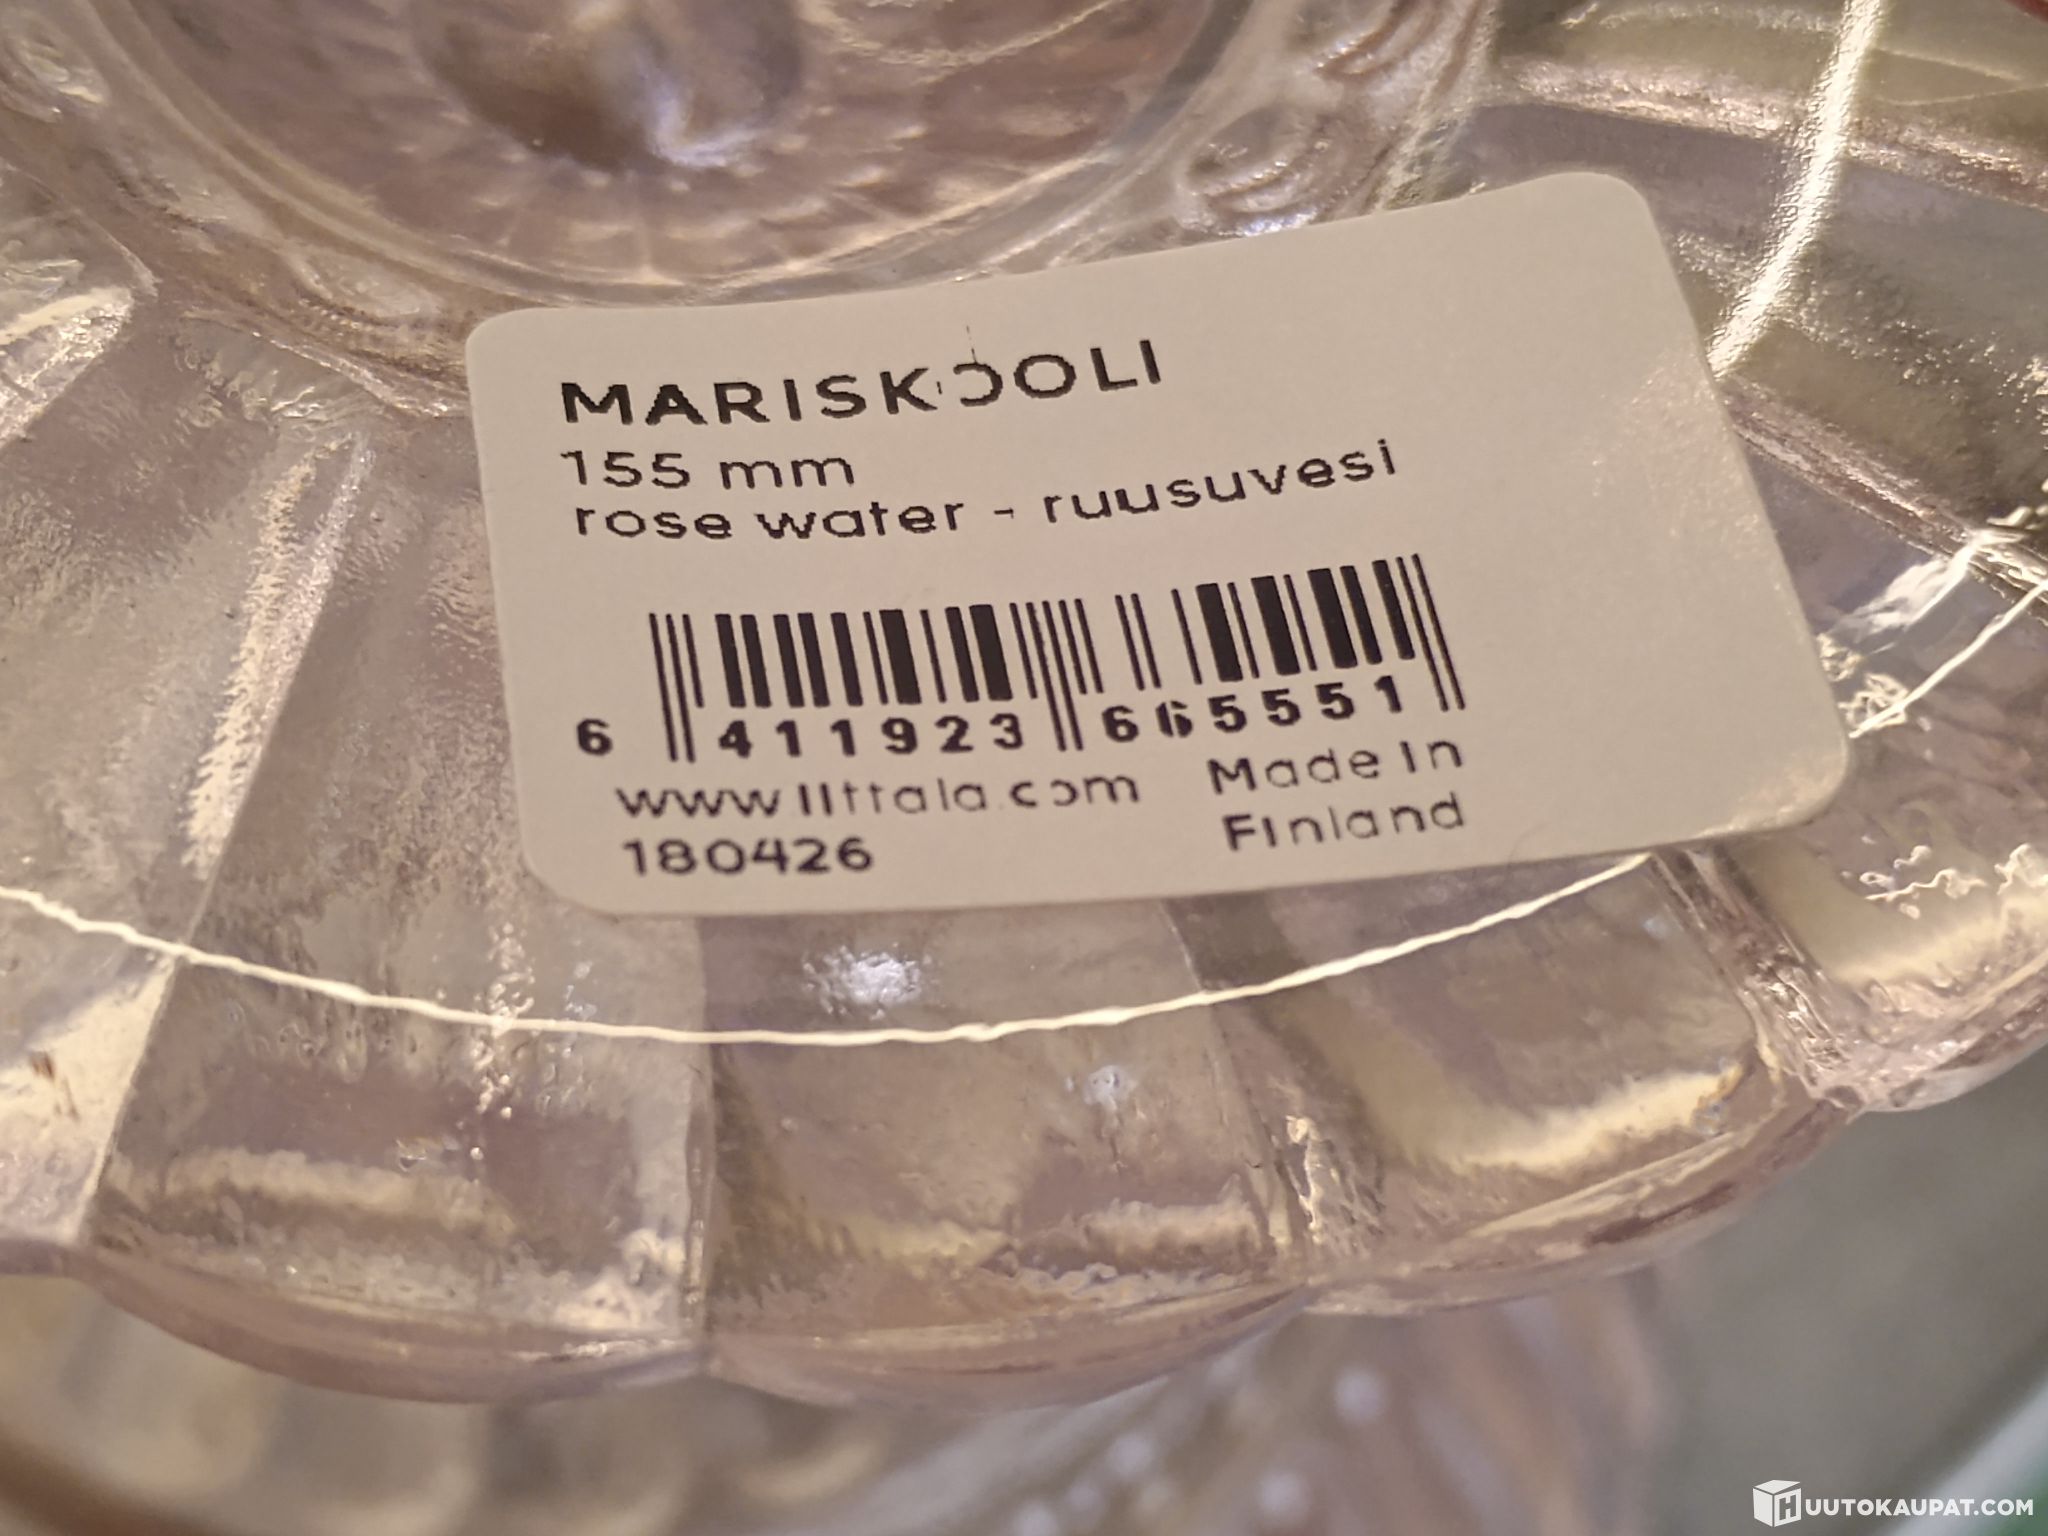 MARISKOOLI
155 mm
rose water - ruusuvesi
6 411923 665551
www.iittala.com
180426
Made in
Finland
HUUTOKAUPAT.COM